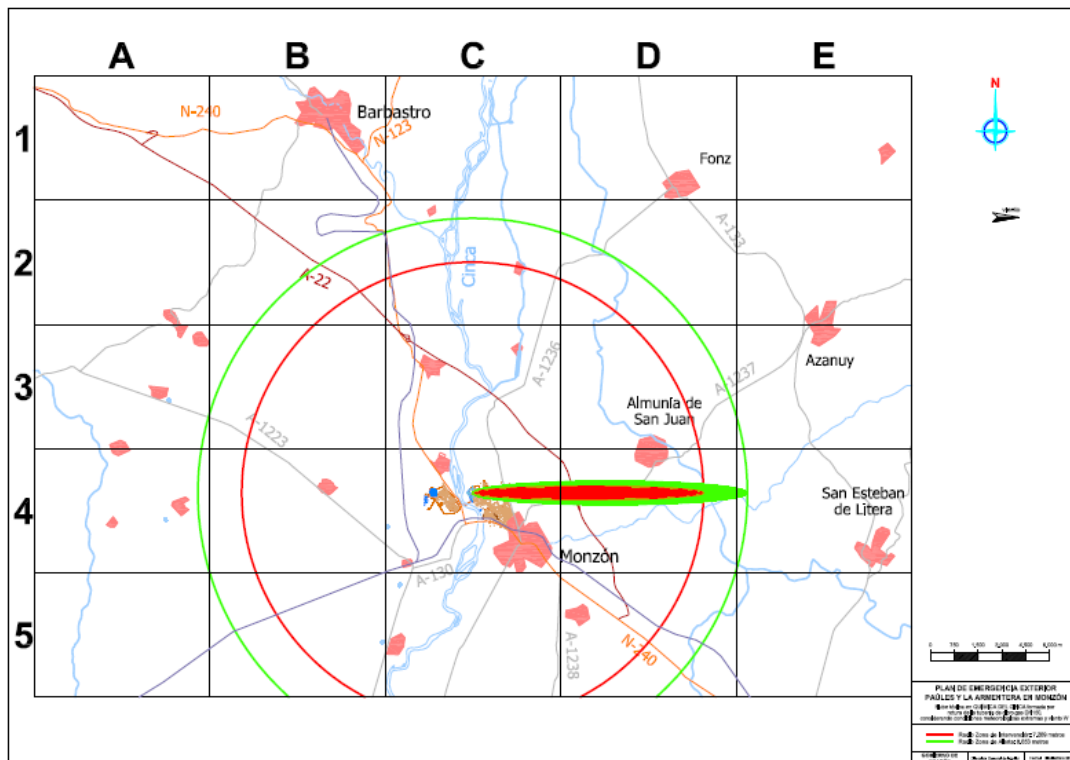 A B C D E
1
2
3
4
5
N-240
Barbastro
N-123
Fonz
A-133
Cinca
A-22
A-1236
A-1237
Azanuy
Almunia de
San Juan
A-1223
San Esteban
de Litera
Monzón
A-130
A-1238
N-240
N
PLAN DE EMERGENCIA EXTERIOR
PAÚLES Y LA ARMENTERA EN MONZÓN